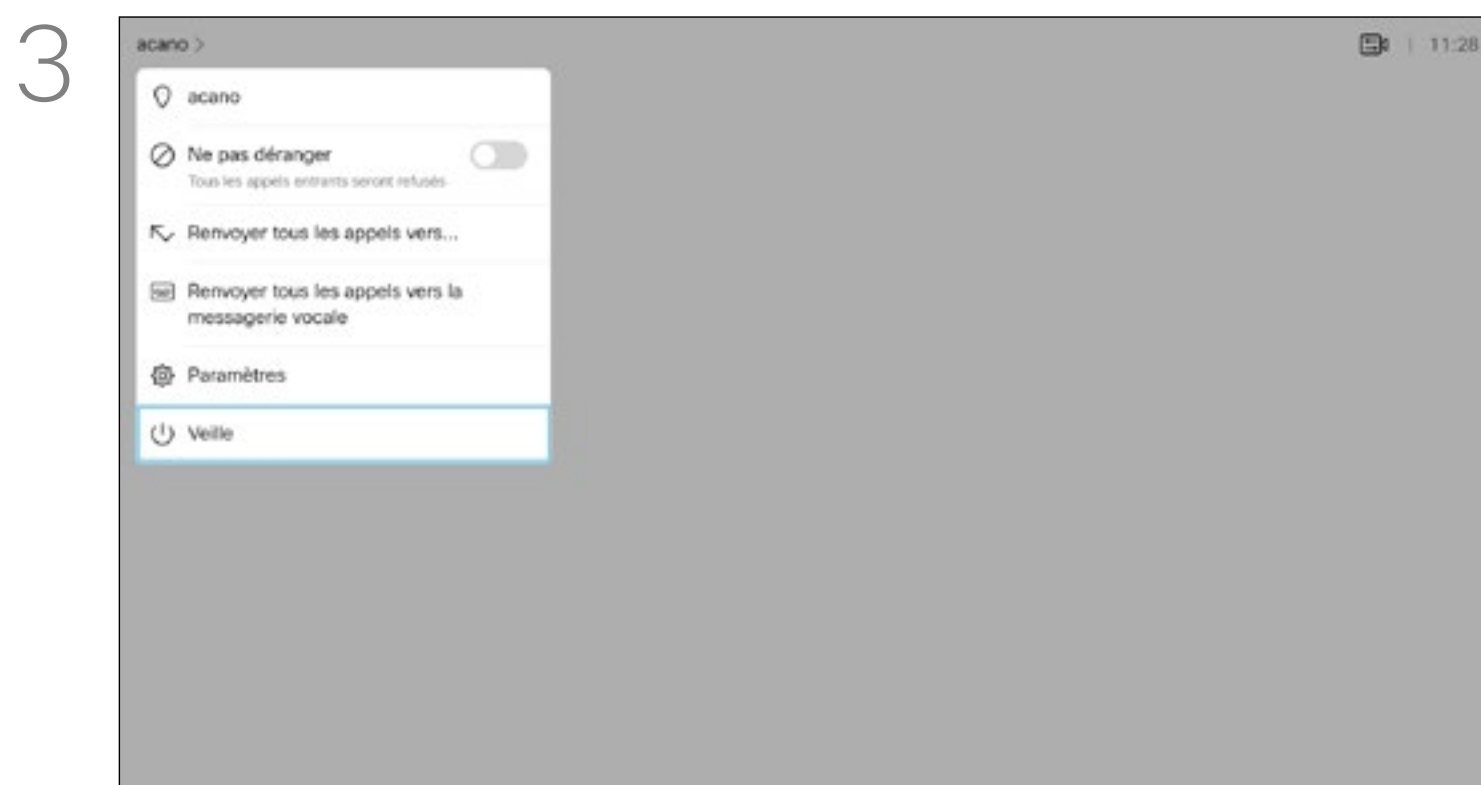 3
acano >
11:28
acano
Ne pas déranger
Tous les appels entrants seront refusés
Renvoyer tous les appels vers...
Renvoyer tous les appels vers la
messagerie vocale
Paramètres
Veille